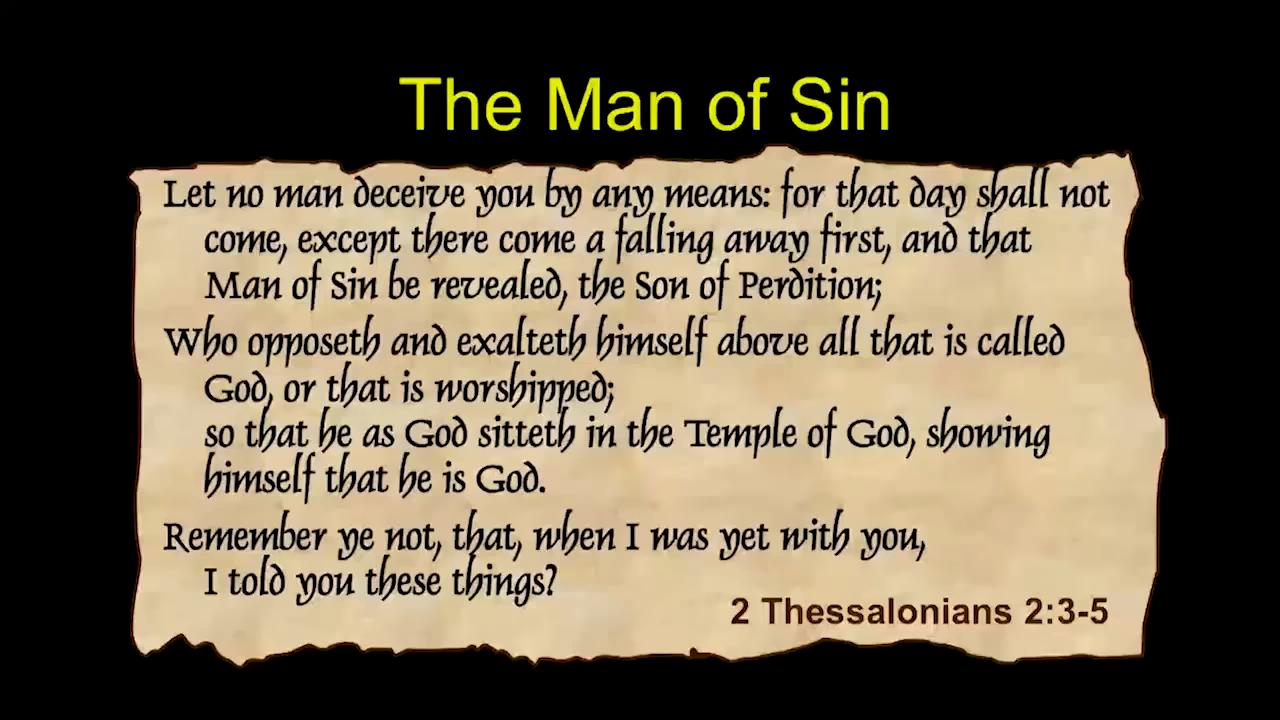 The Man of Sin
Let no man deceive you by any means: for that day shall not
come, except there come a falling away first, and that
Man of Sin be revealed, the Son of Perdition;
Who opposeth and exalteth himself above all that is called
God, or that is worshipped;
so that he as God sitteth in the Temple of God, showing
himself that he is God.
Remember ye not, that, when I was yet with you,
I told you these things?
2 Thessalonians 2:3-5